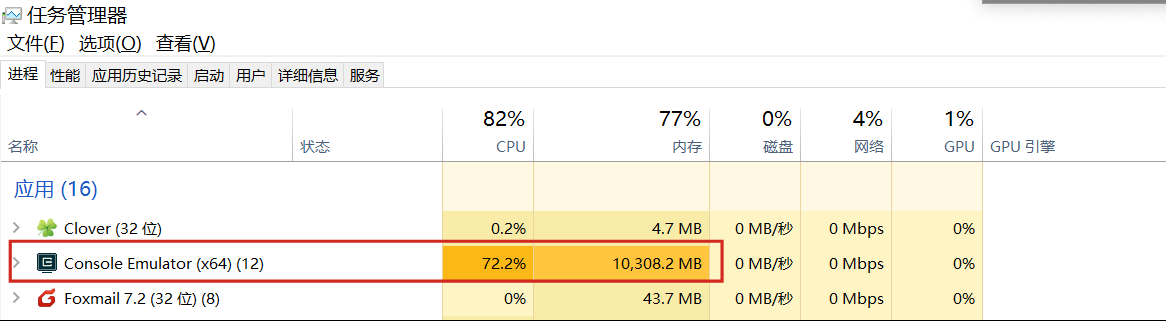 任务管理器
文件(F) 选项(O) 查看(V)
进程 性能 应用历史记录 启动 用户 详细信息 服务
82% 77% 0% 4% 1%
名称 状态 CPU 内存 磁盘 网络 GPU GPU 引擎
应用 (16)
Clover (32 位) 0.2% 4.7 MB 0 MB/秒 0 Mbps 0%
Console Emulator (x64) (12) 72.2% 10,308.2 MB 0 MB/秒 0 Mbps 0%
Foxmail 7.2 (32 位) (8) 0% 43.7 MB 0 MB/秒 0 Mbps 0%